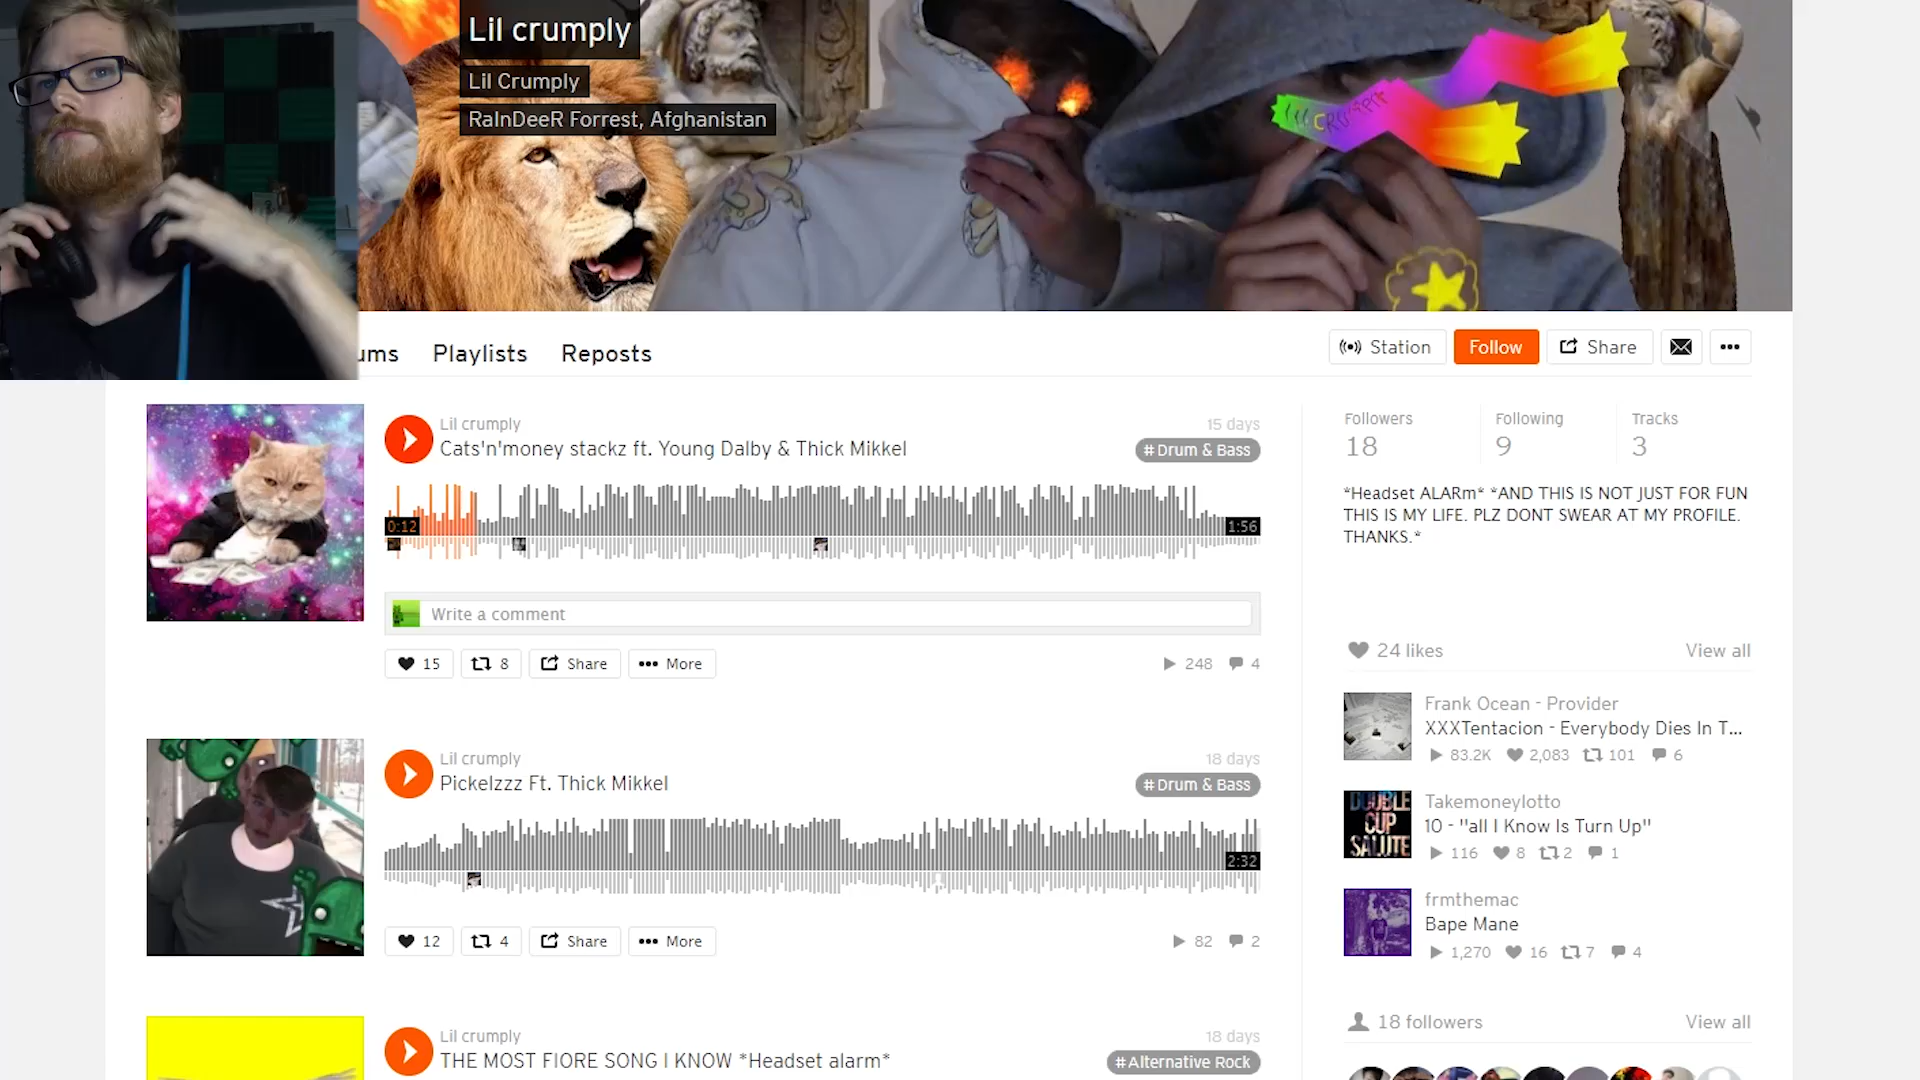 Lil crumply
Lil Crumply
RaInDeeR Forrest, Afghanistan
ums
Playlists
Reposts
Station
Follow
Share
Lil crumply
15 days
Cats'n'money stackz ft. Young Dalby & Thick Mikkel
# Drum & Bass
0:12
1:56
Write a comment
15
8
Share
More
248
4
Lil crumply
18 days
Pickelzzz Ft. Thick Mikkel
# Drum & Bass
2:32
12
4
Share
More
82
2
Lil crumply
18 days
THE MOST FIORE SONG I KNOW *Headset alarm*
# Alternative Rock
Followers
18
Following
9
Tracks
3
*Headset ALARm* *AND THIS IS NOT JUST FOR FUN
THIS IS MY LIFE. PLZ DONT SWEAR AT MY PROFILE.
THANKS.*
24 likes
View all
Frank Ocean - Provider
XXXTentacion - Everybody Dies In T...
83.2K
2,083
101
6
DOUBLE
CUP
SALUTE
Takemoneylotto
10 - "all I Know Is Turn Up"
116
8
2
1
frmthemac
Bape Mane
1,270
16
7
4
18 followers
View all